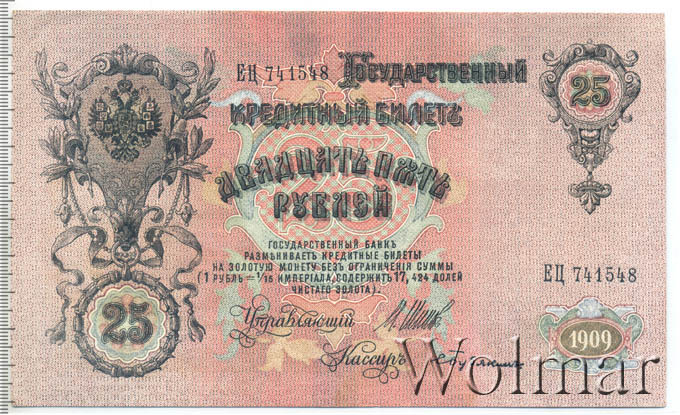 ЕЦ 741548 Государственный
кредитный билетъ
25
Двадцать пять
рублей
25
ГОСУДАРСТВЕННЫЙ БАНКЪ
РАЗМѢНИВАЕТЪ КРЕДИТНЫЕ БИЛЕТЫ
НА ЗОЛОТУЮ МОНЕТУ БЕЗЪ ОГРАНИЧЕНІЯ СУММЫ
(1 РУБЛЬ = 1/15 ИМПЕРІАЛА, СОДЕРЖИТЪ 17,424 ДОЛЕЙ
ЧИСТАГО ЗОЛОТА).
ЕЦ 741548
25
Управляющій
И. Шипов
1909
Кассиръ
Wolmar